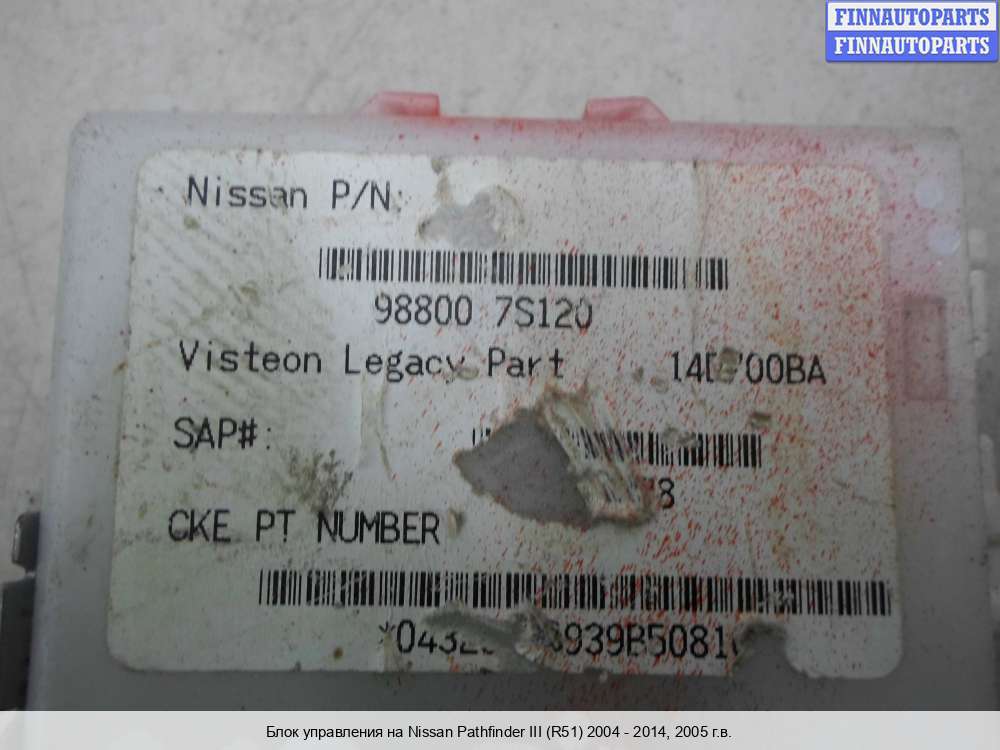 FINNAUTOPARTS
FINNAUTOPARTS
Nissan P/N:
98800 7S120
Visteon Legacy Part
SAP#:
CKE PT NUMBER
Блок управления на Nissan Pathfinder III (R51) 2004 - 2014, 2005 г.в.